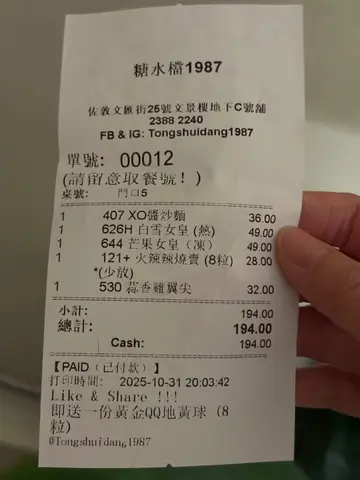 糖水檔1987
佐敦文匯街25號文景樓地下C號舖
2388 2240
FB & IG: Tongshuidang1987
單號: 00012
(請留意取餐號！)
桌號: 門口5
1 407 XO醬炒麵 36.00
1 626H 白雪女皇 (熱) 49.00
1 644 芒果女皇 (凍) 49.00
1 121+ 火辣辣燒賣 (8粒) 28.00
*(少放)
1 530 蒜香雞翼尖 32.00
小計: 194.00
總計: 194.00
Cash: 194.00
【PAID（已付款）】
打印時間: 2025-10-31 20:03:42
Like & Share !!!
即送一份黃金QQ地黃球 (8
粒)
@Tongshuidang1987